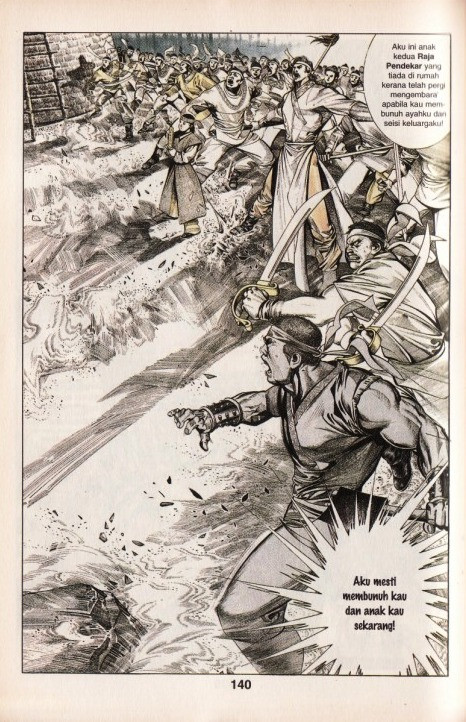 Aku ini anak
kedua Raja
Pendekar yang
tiada di rumah
kerana telah pergi
mengembara
apabila kau mem-
bunuh ayahku dan
seisi keluargaku!
Aku mesti
membunuh kau
dan anak kau
sekarang!
140